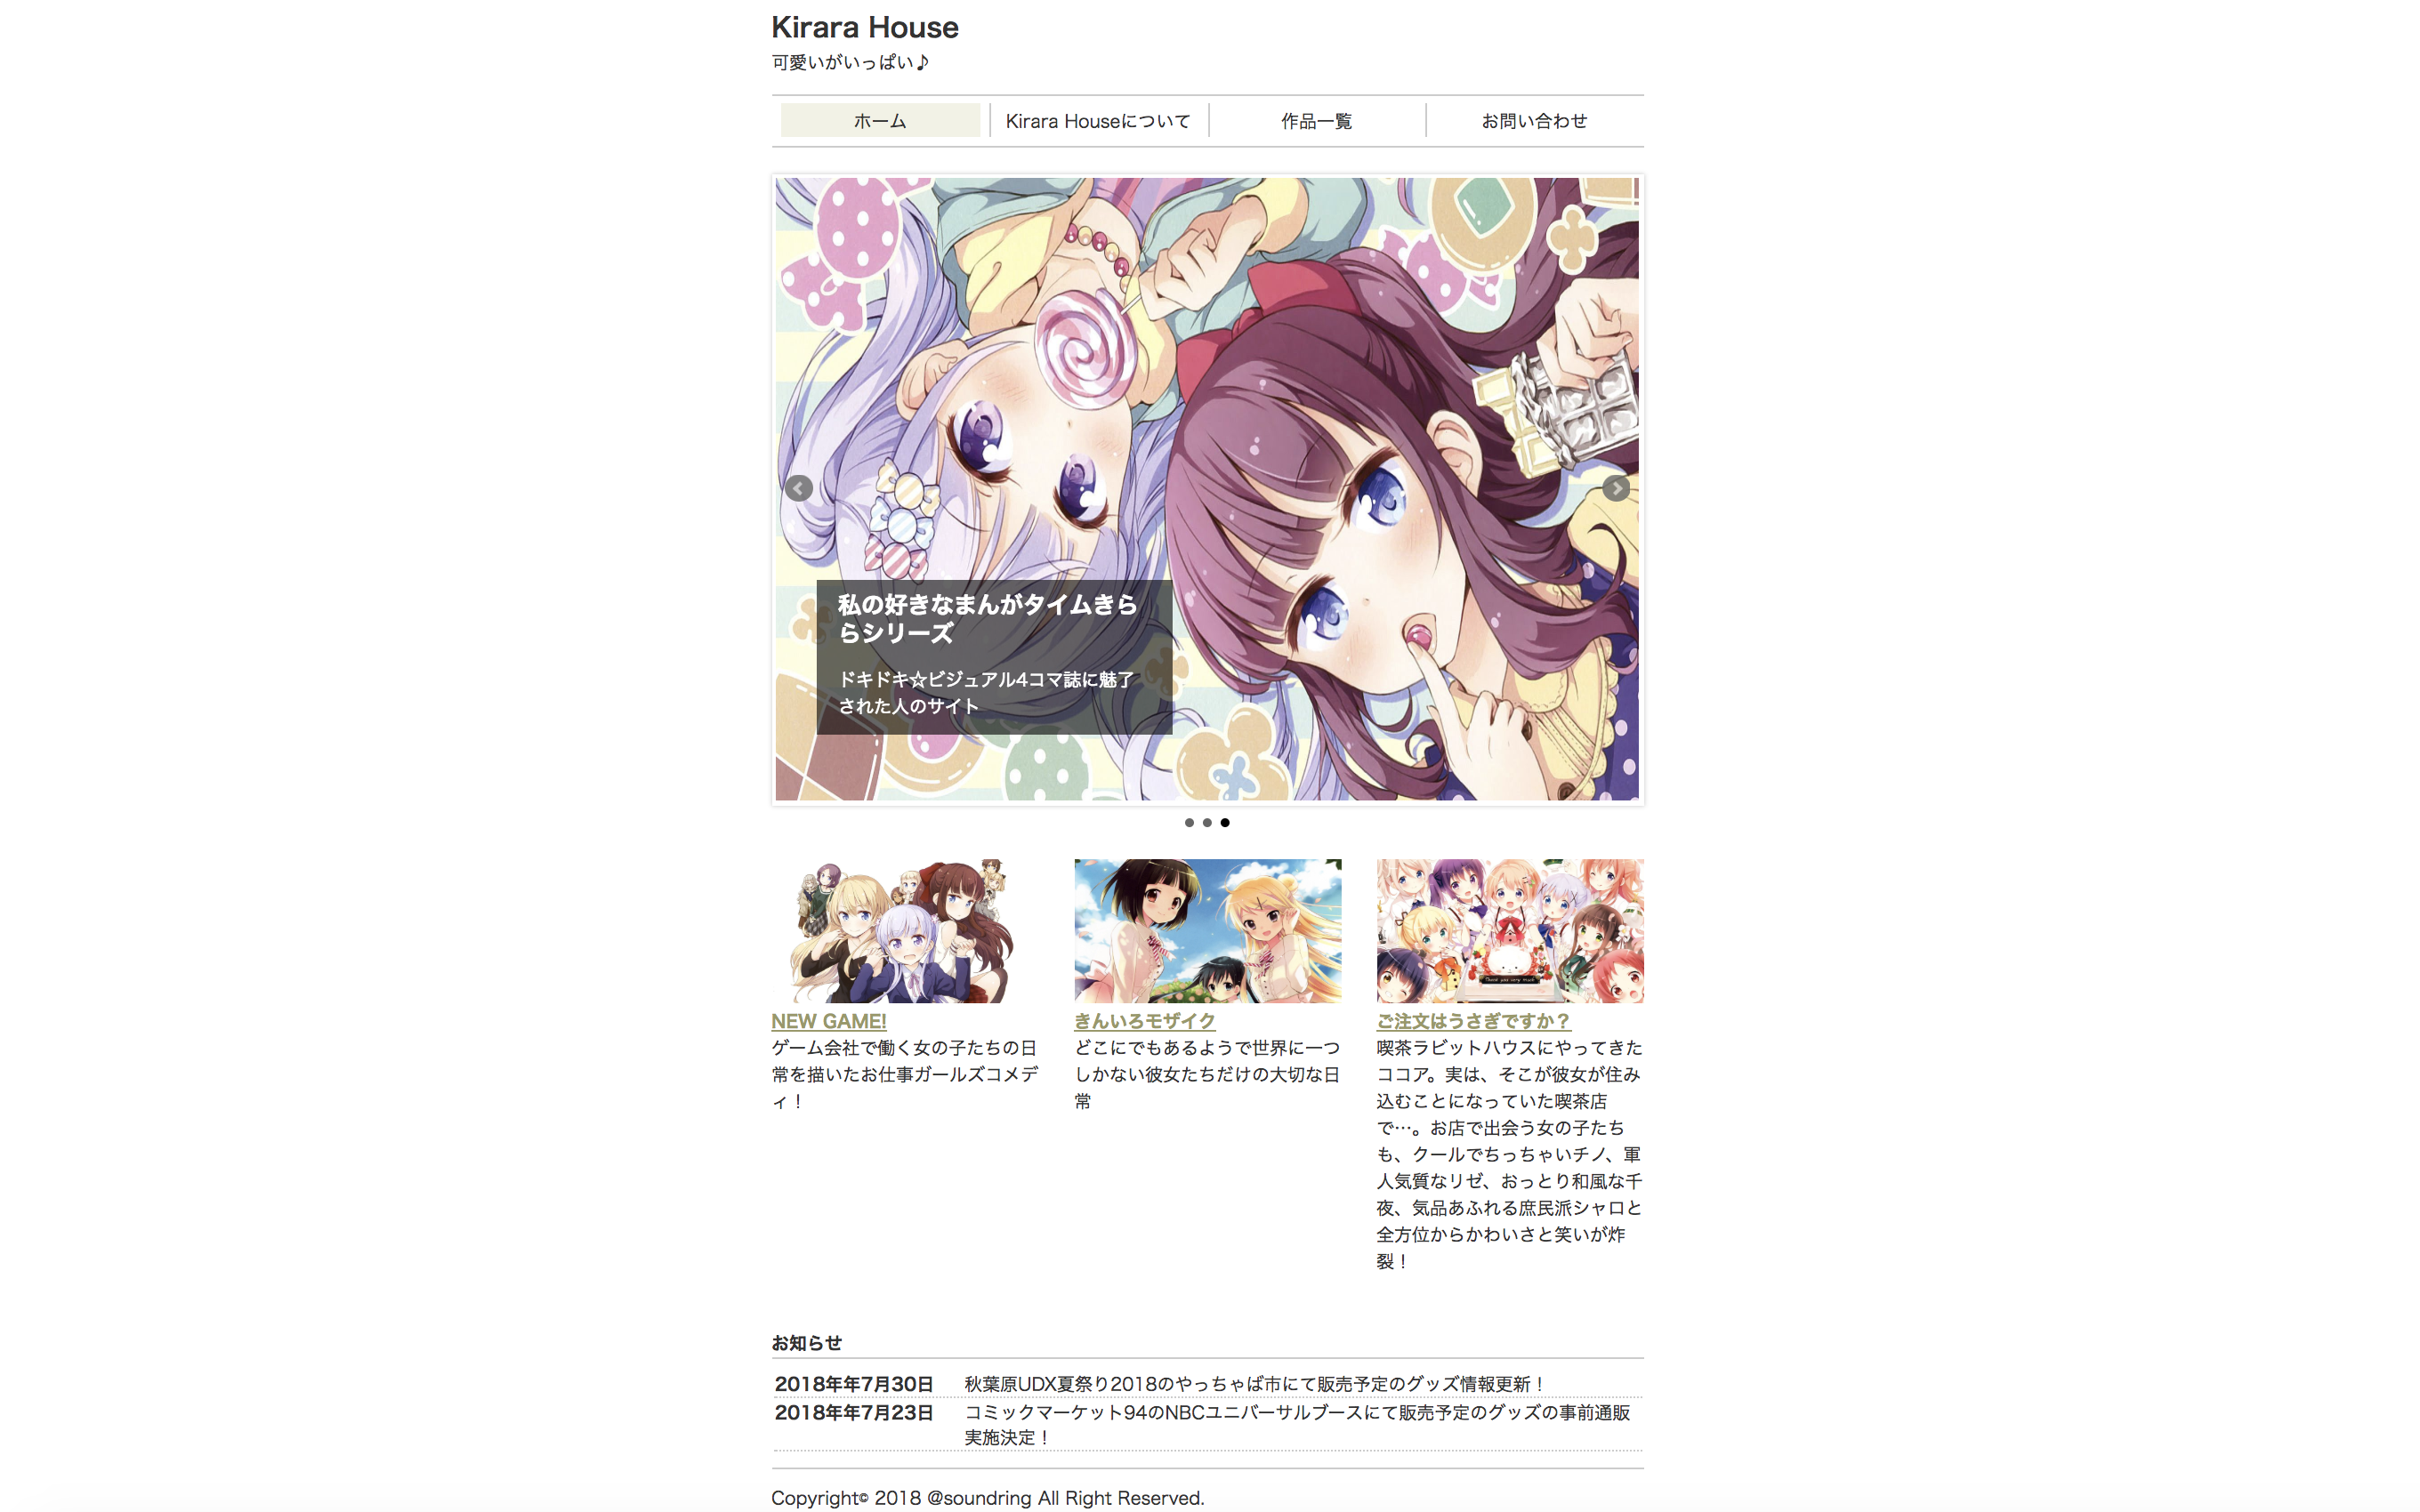 Kirara House
可愛いがいっぱい♪
ホーム
Kirara Houseについて
作品一覧
お問い合わせ
私の好きなまんがタイムきら
らシリーズ
ドキドキ☆ビジュアル4コマ誌に魅了
された人のサイト
Thank you very much
NEW GAME!
ゲーム会社で働く女の子たちの日
常を描いたお仕事ガールズコメデ
ィ！
きんいろモザイク
どこにでもあるようで世界に一つ
しかない彼女たちだけの大切な日
常
ご注文はうさぎですか？
喫茶ラビットハウスにやってきた
ココア。実は、そこが彼女が住み
込むことになっていた喫茶店
で…。お店で出会う女の子たち
も、クールでちっちゃいチノ、軍
人気質なリゼ、おっとり和風な千
夜、気品あふれる庶民派シャロと
全方位からかわいさと笑いが炸
裂！
お知らせ
2018年年7月30日 秋葉原UDX夏祭り2018のやっちゃば市にて販売予定のグッズ情報更新！
2018年年7月23日 コミックマーケット94のNBCユニバーサルブースにて販売予定のグッズの事前通販
実施決定！
Copyright© 2018 @soundring All Right Reserved.